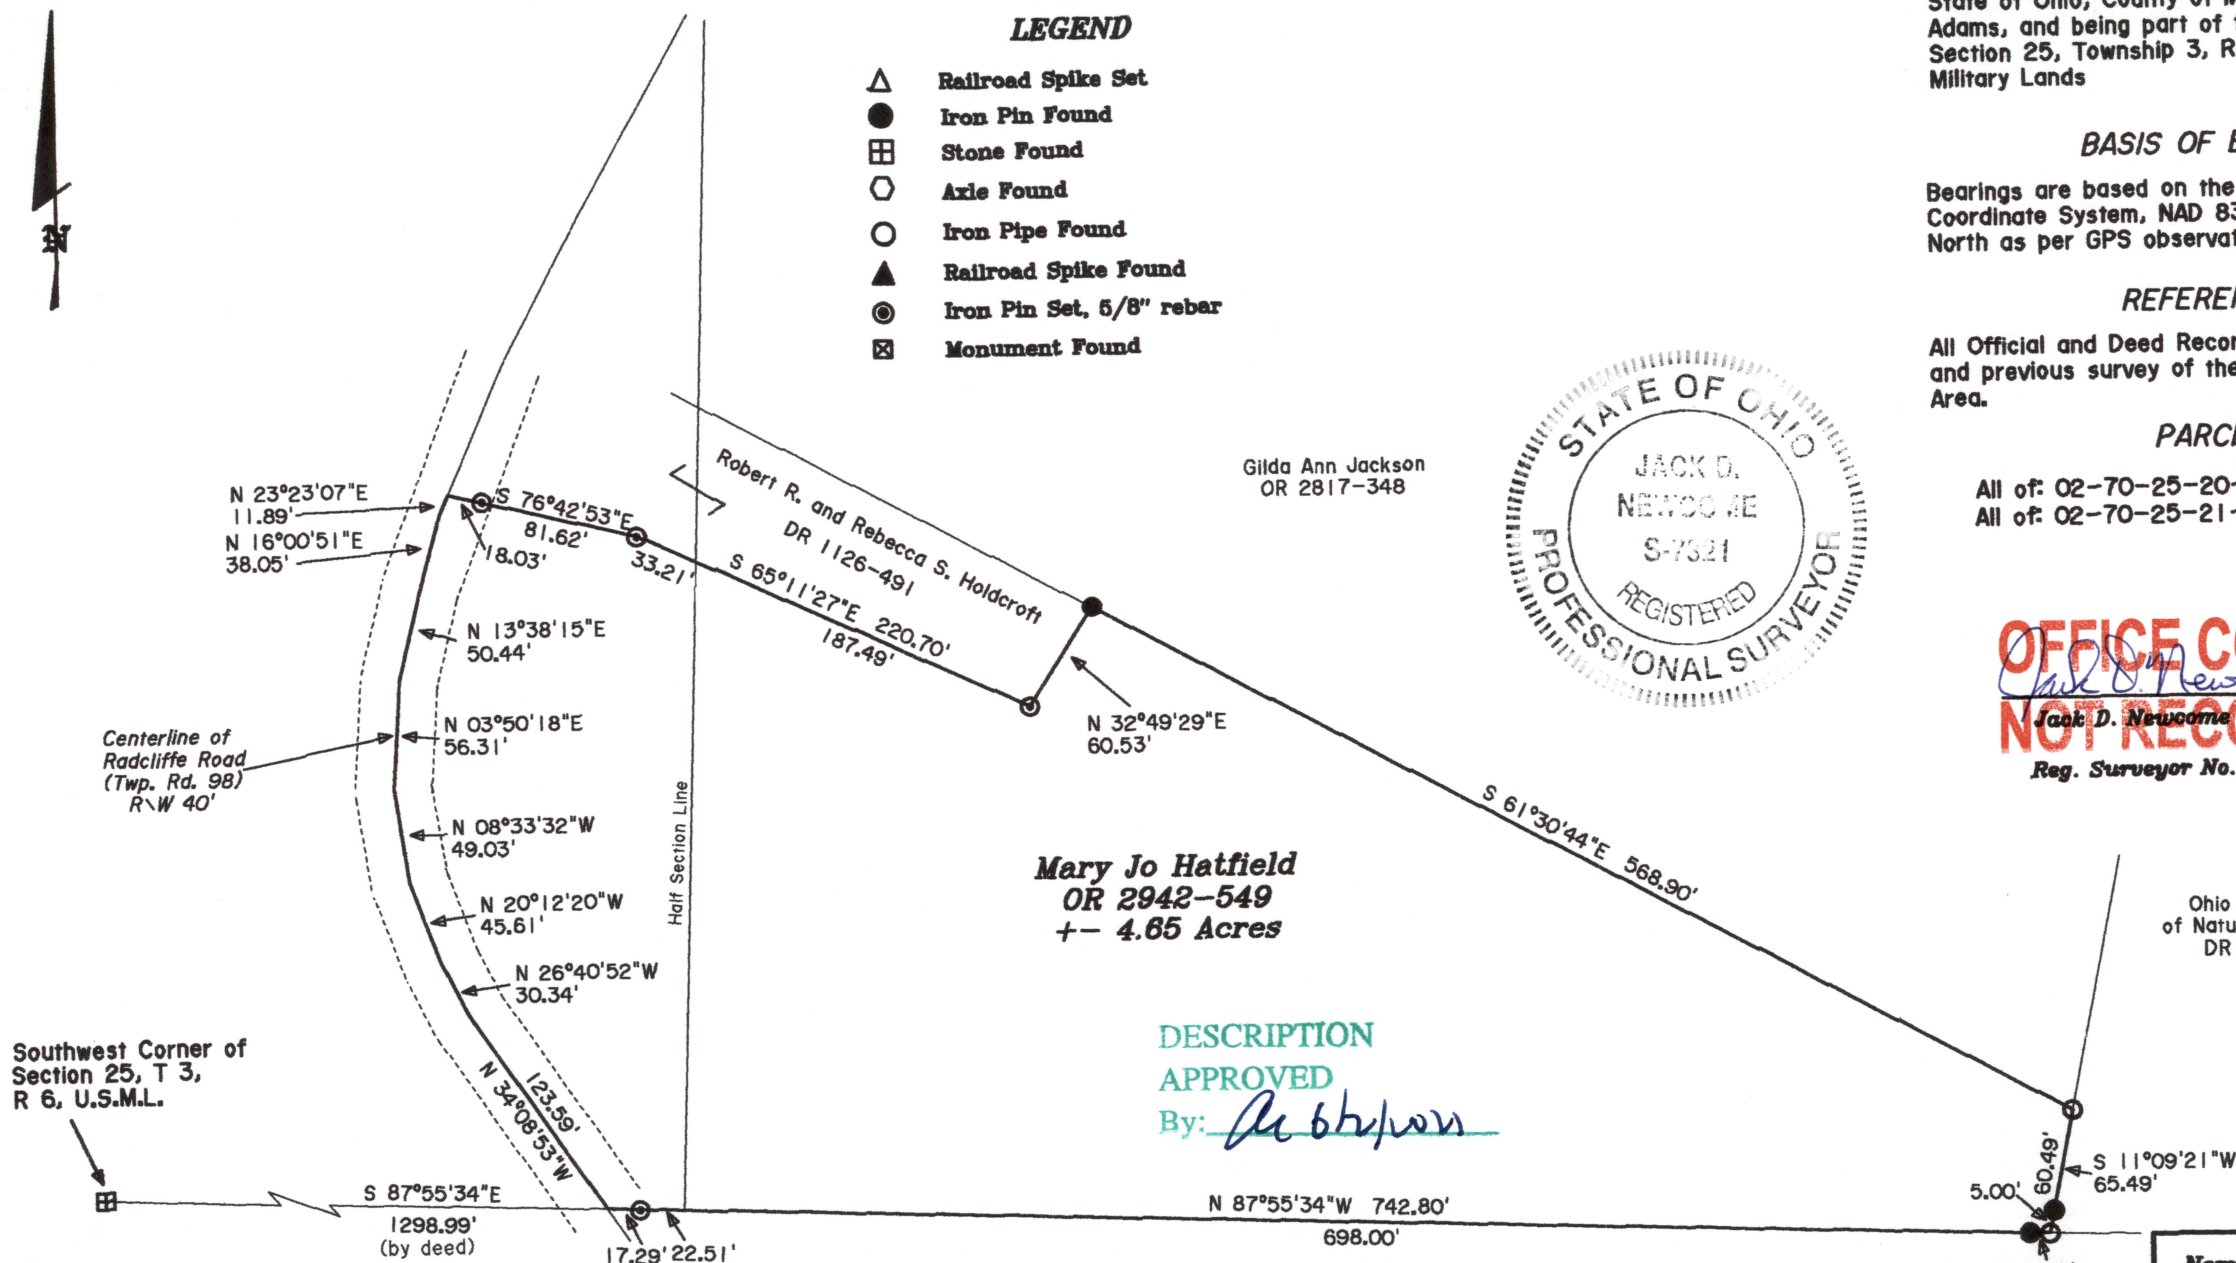 LEGEND
Railroad Spike Set
Iron Pin Found
Stone Found
Axle Found
Iron Pipe Found
Railroad Spike Found
Iron Pin Set, 5/8" rebar
Monument Found
N
State of Ohio, County of
Adams, and being part of
Section 25, Township 3,
Military Lands
BASIS OF
Bearings are based on the
Coordinate System, NAD 83
North as per GPS
All Official and Deed
and previous survey of the
Area.
All of: 02-70-25-20-
All of: 02-70-25-21-
STATE OF OHIO
JACK D.
NEWCOME
S-7321
REGISTERED
PROFESSIONAL SURVEYOR
OFFICE
NOT
Jack D. Newcome
Reg. Surveyor No.
Gilda Ann Jackson
OR 2817-348
Robert R. and Rebecca S. Holdcroft
DR 1126-491
N 23°23'07"E
11.89'
N 16°00'51"E
38.05'
S 76°42'53"E
81.62'
18.03'
33.21'
S 65°11'27"E 220.70'
187.49'
N 13°38'15"E
50.44'
N 32°49'29"E
60.53'
N 03°50'18"E
56.31'
Centerline of
Radcliffe Road
(Twp. Rd. 98)
R\W 40'
Half Section Line
N 08°33'32"W
49.03'
S 61°30'44"E 568.90'
Mary Jo Hatfield
OR 2942-549
+- 4.65 Acres
N 20°12'20"W
45.61'
N 26°40'52"W
30.34'
Ohio
of
DR
DESCRIPTION
APPROVED
By:
Southwest Corner of
Section 25, T 3,
R 6, U.S.M.L.
123.59'
N 34°08'53"W
S 87°55'34"E
1298.99'
(by deed)
17.29' 22.51'
N 87°55'34"W 742.80'
698.00'
5.00'
60.49'
S 11°09'21"W
65.49'